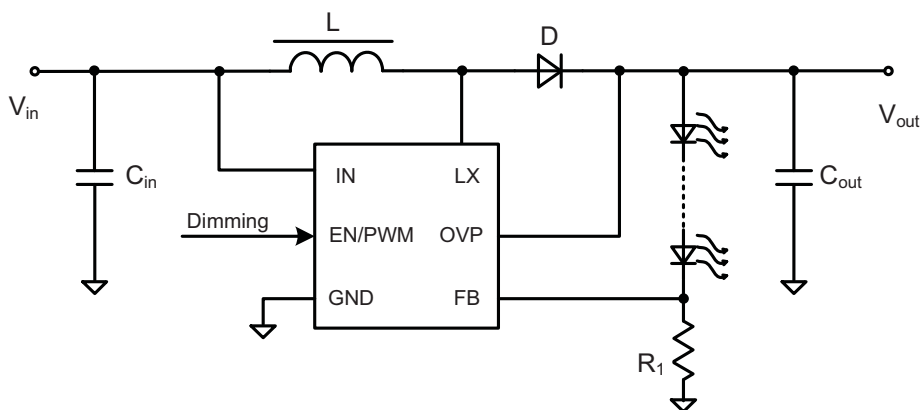 L
D
V_in
V_out
C_in
C_out
IN
LX
Dimming
EN/PWM
OVP
GND
FB
R_1